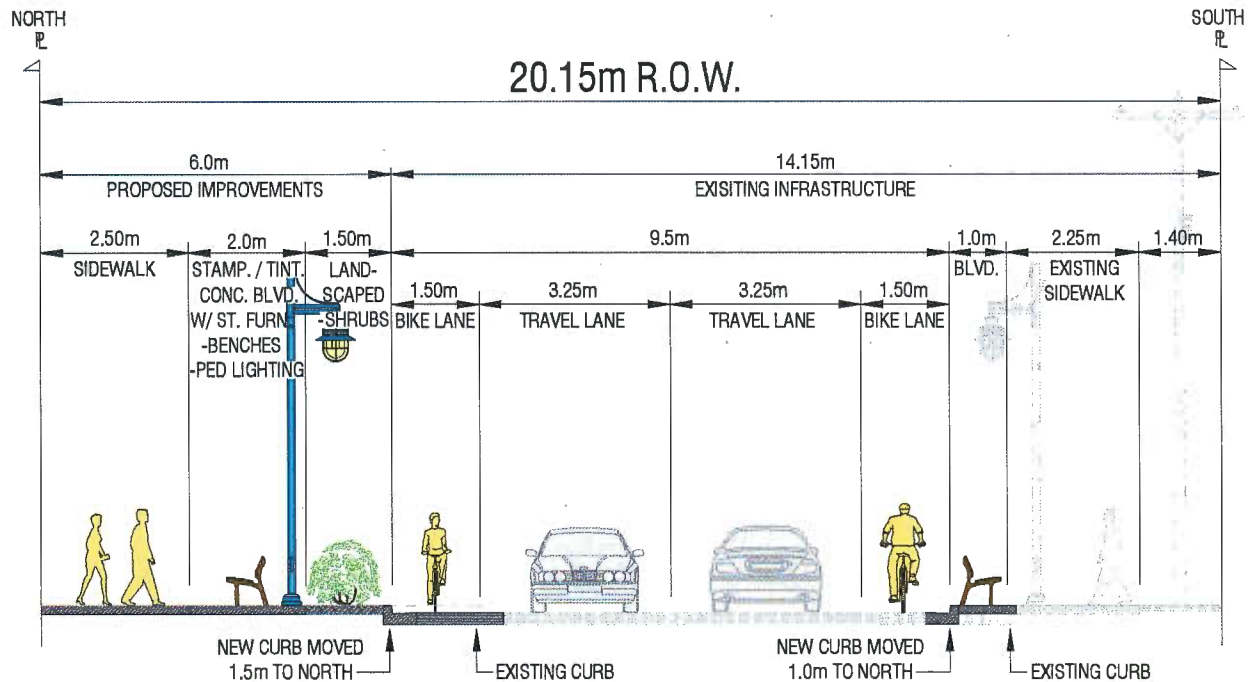 NORTH
PL
SOUTH
PL
20.15m R.O.W.
6.0m
PROPOSED IMPROVEMENTS
14.15m
EXISITING INFRASTRUCTURE
2.50m
SIDEWALK
2.0m
STAMP. / TINT.
CONC. BLVD.
W/ ST. FURN
-BENCHES
-PED LIGHTING
1.50m
LAND-
SCAPED
-SHRUBS
9.5m
1.50m
BIKE LANE
3.25m
TRAVEL LANE
3.25m
TRAVEL LANE
1.50m
BIKE LANE
1.0m
BLVD.
2.25m
EXISTING
SIDEWALK
1.40m
NEW CURB MOVED
1.5m TO NORTH
EXISTING CURB
NEW CURB MOVED
1.0m TO NORTH
EXISTING CURB